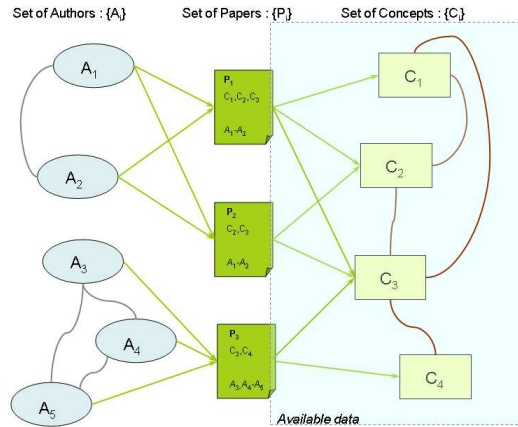 Set of Authors : {Ai} Set of Papers : {Pi} Set of Concepts : {Ci}
A1
A2
A3
A4
A5
P1
C1,C2,C3
A1-A2
P2
C2,C3
A1-A2
P3
C3,C4
A3,A4-A5
C1
C2
C3
C4
Available data